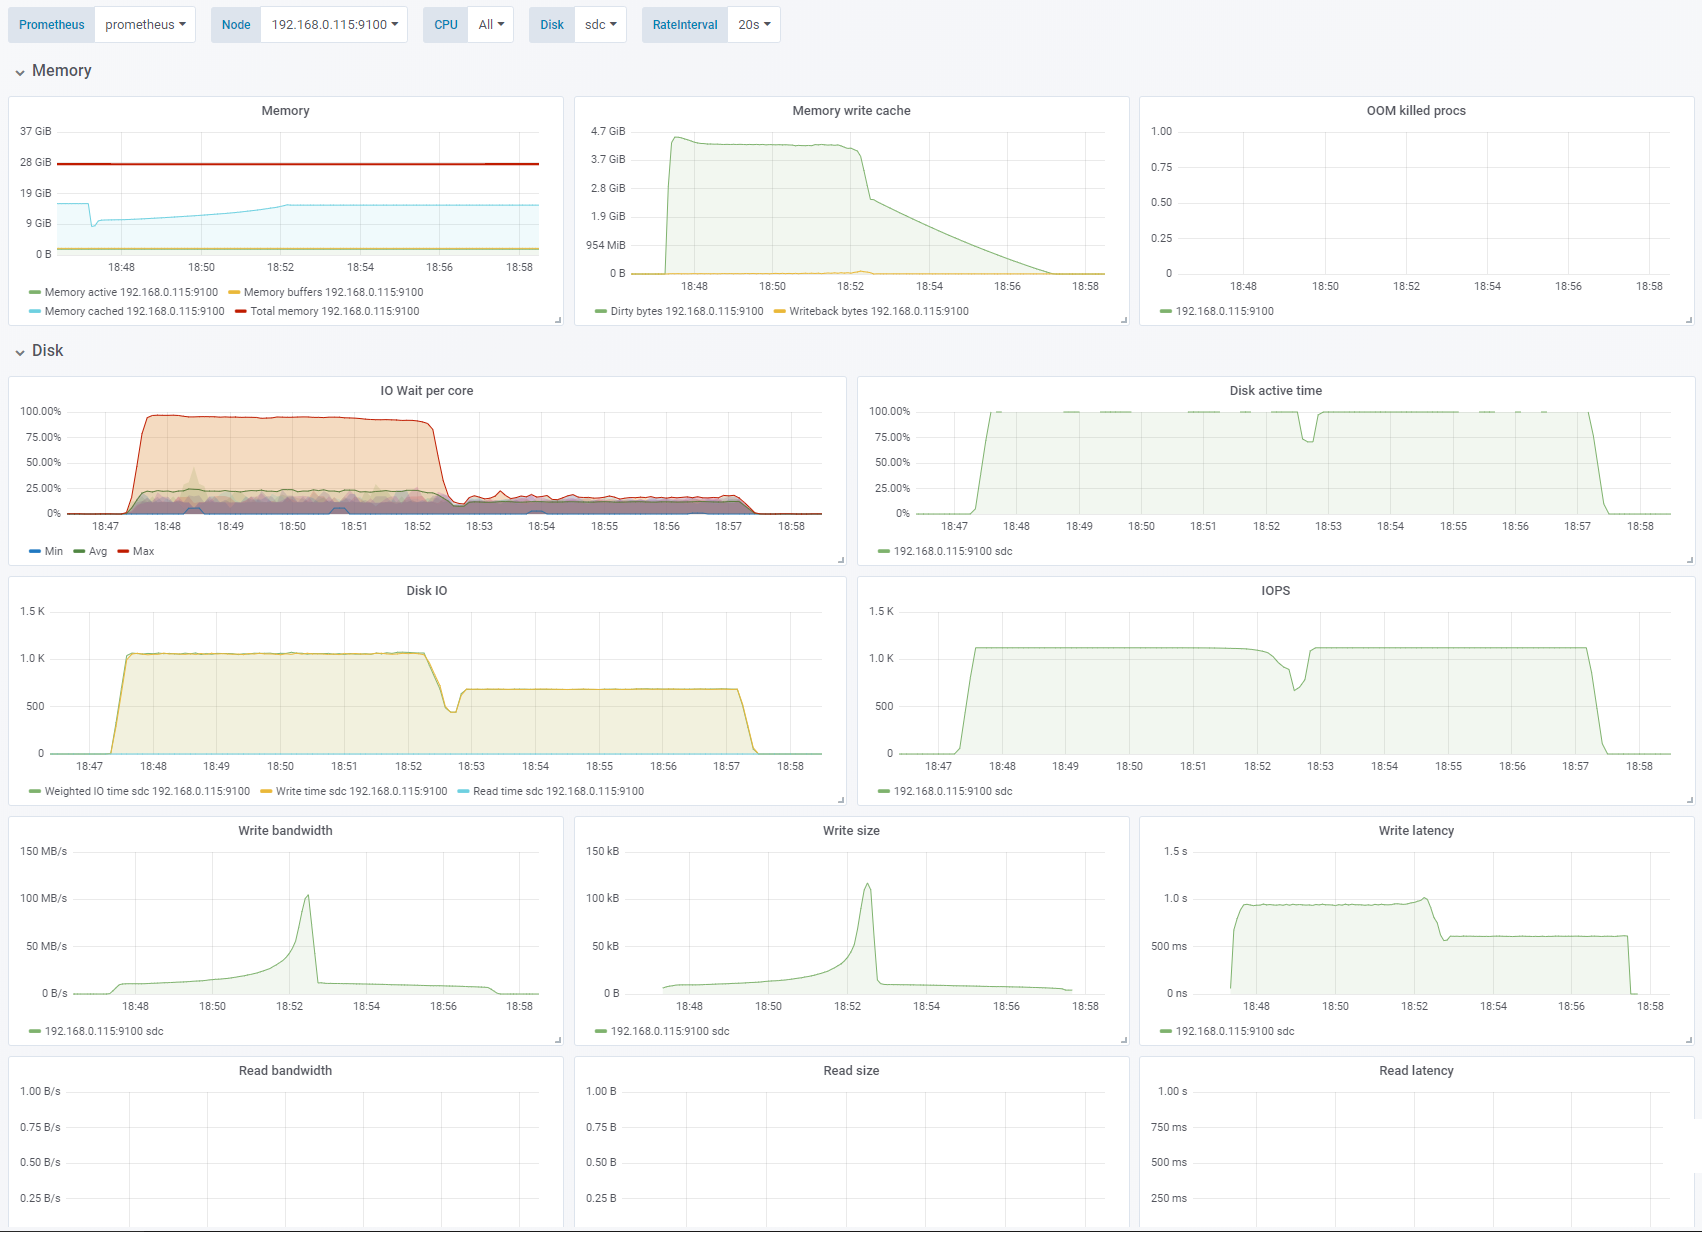 Prometheus prometheus Node 192.168.0.115:9100 CPU All Disk sdc RateInterval 20s
Memory
Memory
37 GiB
28 GiB
19 GiB
9 GiB
0 B
18:48 18:50 18:52 18:54 18:56 18:58
Memory active 192.168.0.115:9100 Memory buffers 192.168.0.115:9100
Memory cached 192.168.0.115:9100 Total memory 192.168.0.115:9100
Memory write cache
4.7 GiB
3.7 GiB
2.8 GiB
1.9 GiB
954 MiB
0 B
18:48 18:50 18:52 18:54 18:56 18:58
Dirty bytes 192.168.0.115:9100 Writeback bytes 192.168.0.115:9100
OOM killed procs
1.00
0.75
0.50
0.25
0
18:48 18:50 18:52 18:54 18:56 18:58
192.168.0.115:9100
Disk
IO Wait per core
100.00%
75.00%
50.00%
25.00%
0%
18:47 18:48 18:49 18:50 18:51 18:52 18:53 18:54 18:55 18:56 18:57 18:58
Min Avg Max
Disk active time
100.00%
75.00%
50.00%
25.00%
0%
18:47 18:48 18:49 18:50 18:51 18:52 18:53 18:54 18:55 18:56 18:57 18:58
192.168.0.115:9100 sdc
Disk IO
1.5 K
1.0 K
500
0
18:47 18:48 18:49 18:50 18:51 18:52 18:53 18:54 18:55 18:56 18:57 18:58
Weighted IO time sdc 192.168.0.115:9100 Write time sdc 192.168.0.115:9100 Read time sdc 192.168.0.115:9100
IOPS
1.5 K
1.0 K
500
0
18:47 18:48 18:49 18:50 18:51 18:52 18:53 18:54 18:55 18:56 18:57 18:58
192.168.0.115:9100 sdc
Write bandwidth
150 MB/s
100 MB/s
50 MB/s
0 B/s
18:48 18:50 18:52 18:54 18:56 18:58
192.168.0.115:9100 sdc
Write size
150 kB
100 kB
50 kB
0 B
18:48 18:50 18:52 18:54 18:56 18:58
192.168.0.115:9100 sdc
Write latency
1.5 s
1.0 s
500 ms
0 ns
18:48 18:50 18:52 18:54 18:56 18:58
192.168.0.115:9100 sdc
Read bandwidth
1.00 B/s
0.75 B/s
0.50 B/s
0.25 B/s
Read size
1.00 B
0.75 B
0.50 B
0.25 B
Read latency
1.00 s
750 ms
500 ms
250 ms